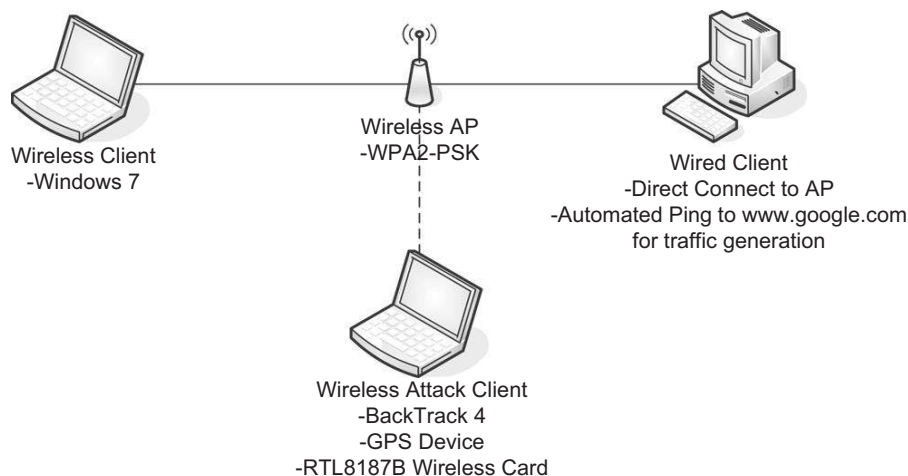 Wireless Client
-Windows 7
Wireless AP
-WPA2-PSK
Wired Client
-Direct Connect to AP
-Automated Ping to www.google.com
for traffic generation
Wireless Attack Client
-BackTrack 4
-GPS Device
-RTL8187B Wireless Card